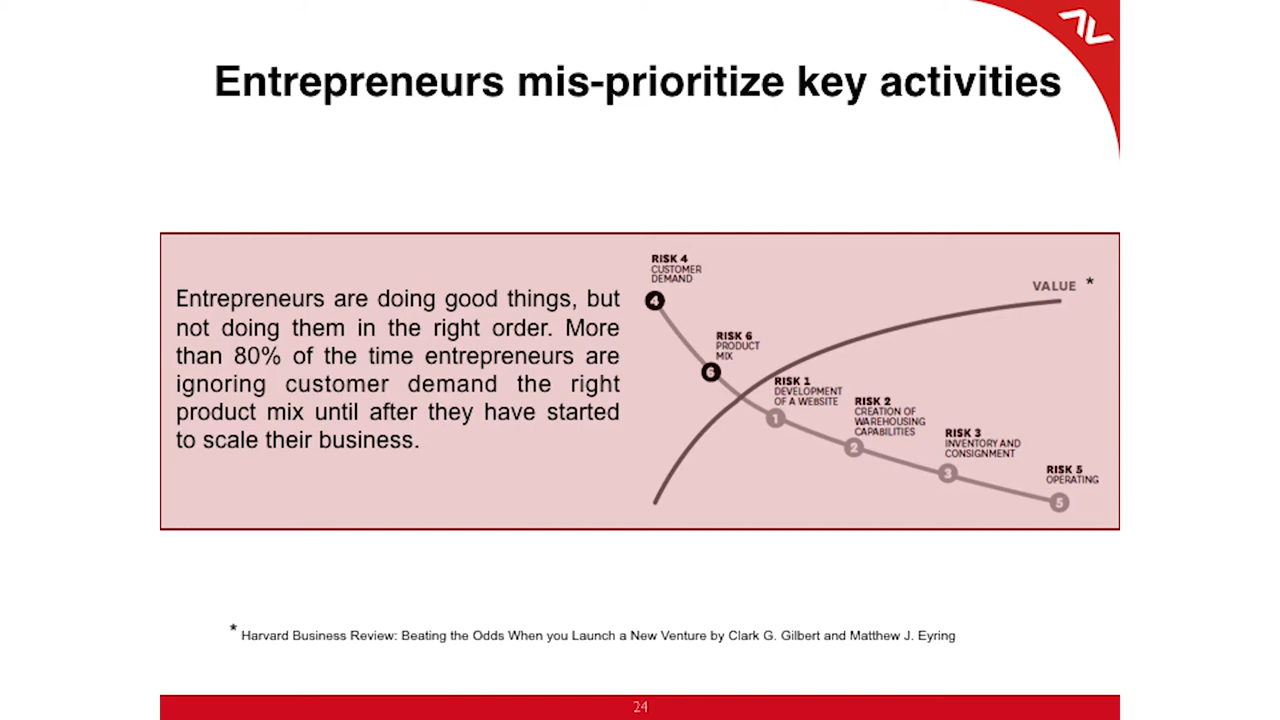 Entrepreneurs mis-prioritize key activities
Entrepreneurs are doing good things, but
not doing them in the right order. More
than 80% of the time entrepreneurs are
ignoring customer demand the right
product mix until after they have started
to scale their business.
RISK 4
CUSTOMER
DEMAND
4
RISK 6
PRODUCT
MIX
6
RISK 1
DEVELOPMENT
OF A WEBSITE
1
RISK 2
CREATION OF
WAREHOUSING
CAPABILITIES
2
RISK 3
INVENTORY AND
CONSIGNMENT
3
RISK 5
OPERATING
5
VALUE *
* Harvard Business Review: Beating the Odds When you Launch a New Venture by Clark G. Gilbert and Matthew J. Eyring
24